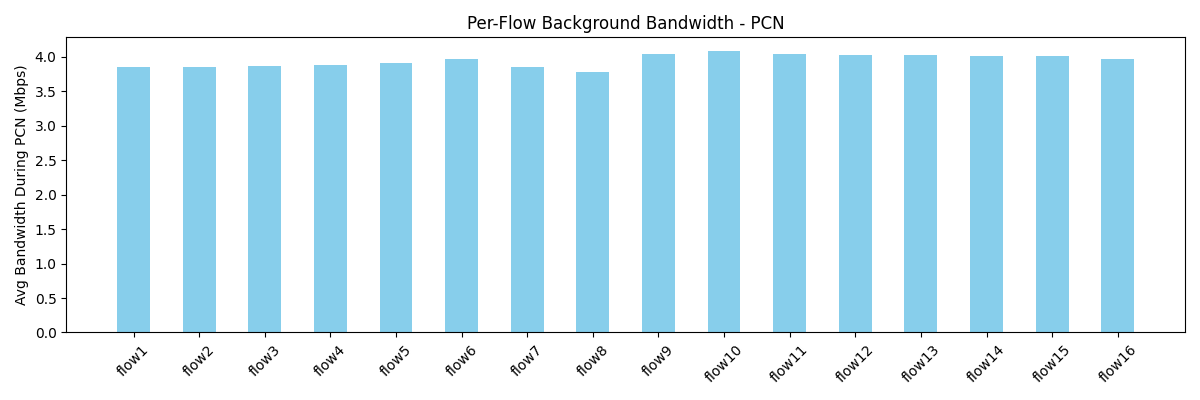 Per-Flow Background Bandwidth - PCN
Avg Bandwidth During PCN (Mbps)
4.0
3.5
3.0
2.5
2.0
1.5
1.0
0.5
0.0
flow1
flow2
flow3
flow4
flow5
flow6
flow7
flow8
flow9
flow10
flow11
flow12
flow13
flow14
flow15
flow16